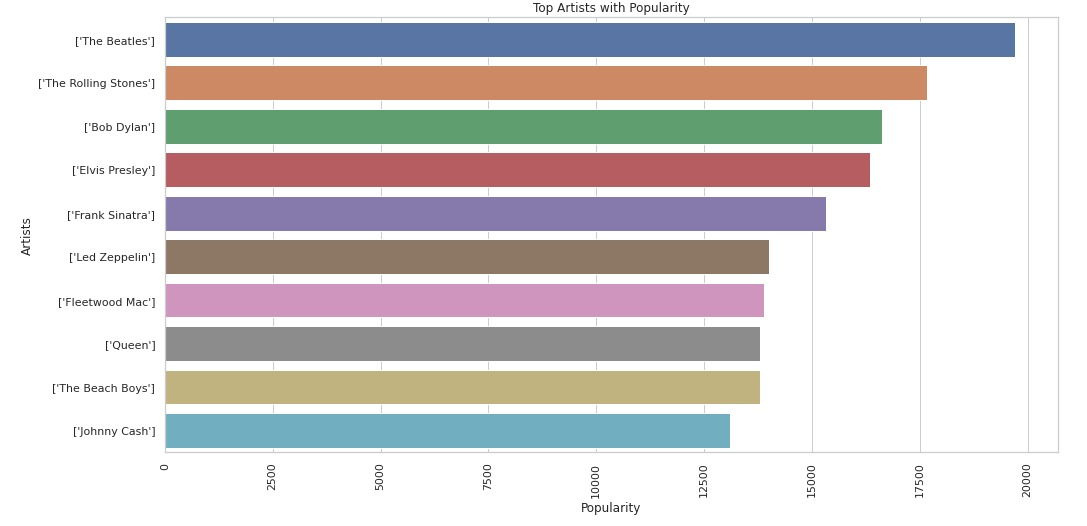 Top Artists with Popularity
['The Beatles']
['The Rolling Stones']
['Bob Dylan']
['Elvis Presley']
['Frank Sinatra']
['Led Zeppelin']
['Fleetwood Mac']
['Queen']
['The Beach Boys']
['Johnny Cash']
Artists
0
2500
5000
7500
10000
12500
15000
17500
20000
Popularity